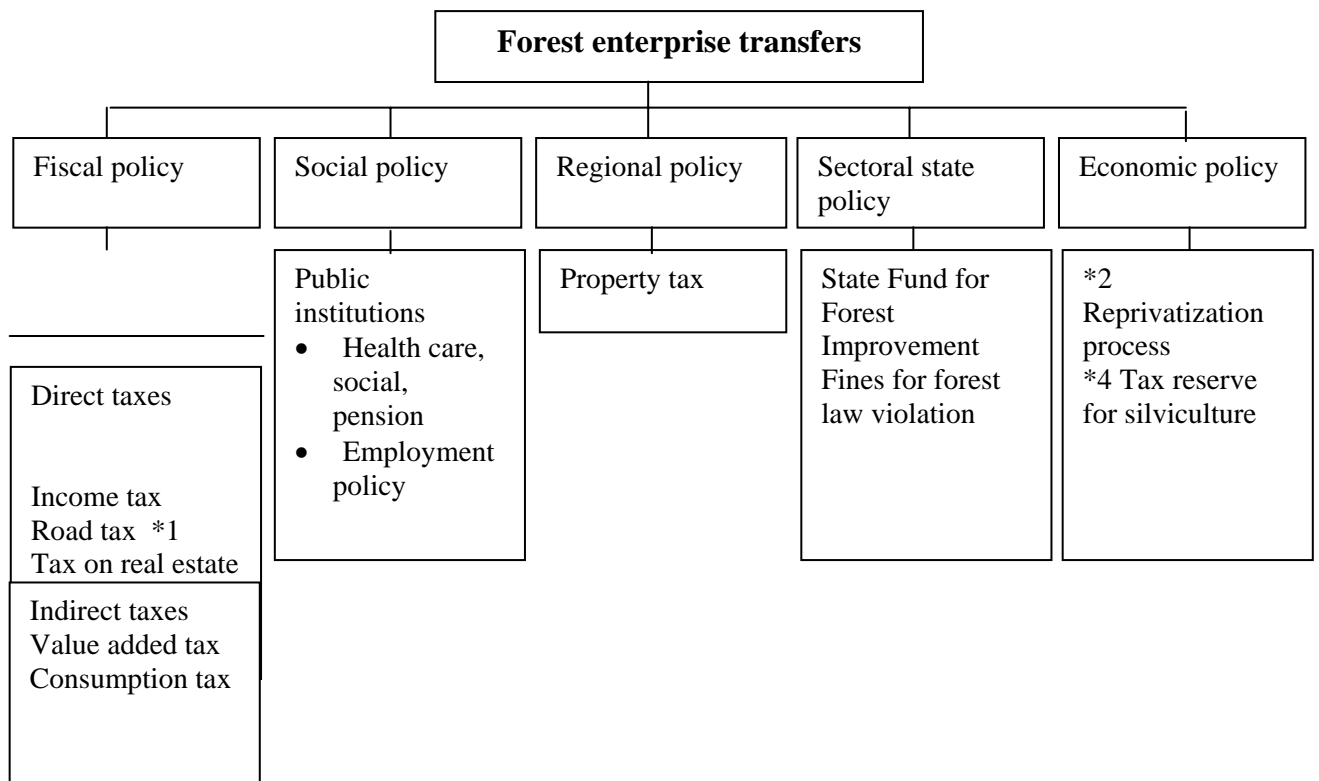 Forest enterprise transfers
Fiscal policy
Social policy
Regional policy
Sectoral state
policy
Economic policy
Direct taxes
Income tax
Road tax *1
Tax on real estate
Indirect taxes
Value added tax
Consumption tax
Public
institutions
• Health care,
social,
pension
• Employment
policy
Property tax
State Fund for
Forest
Improvement
Fines for forest
law violation
*2
Reprivatization
process
*4 Tax reserve
for silviculture